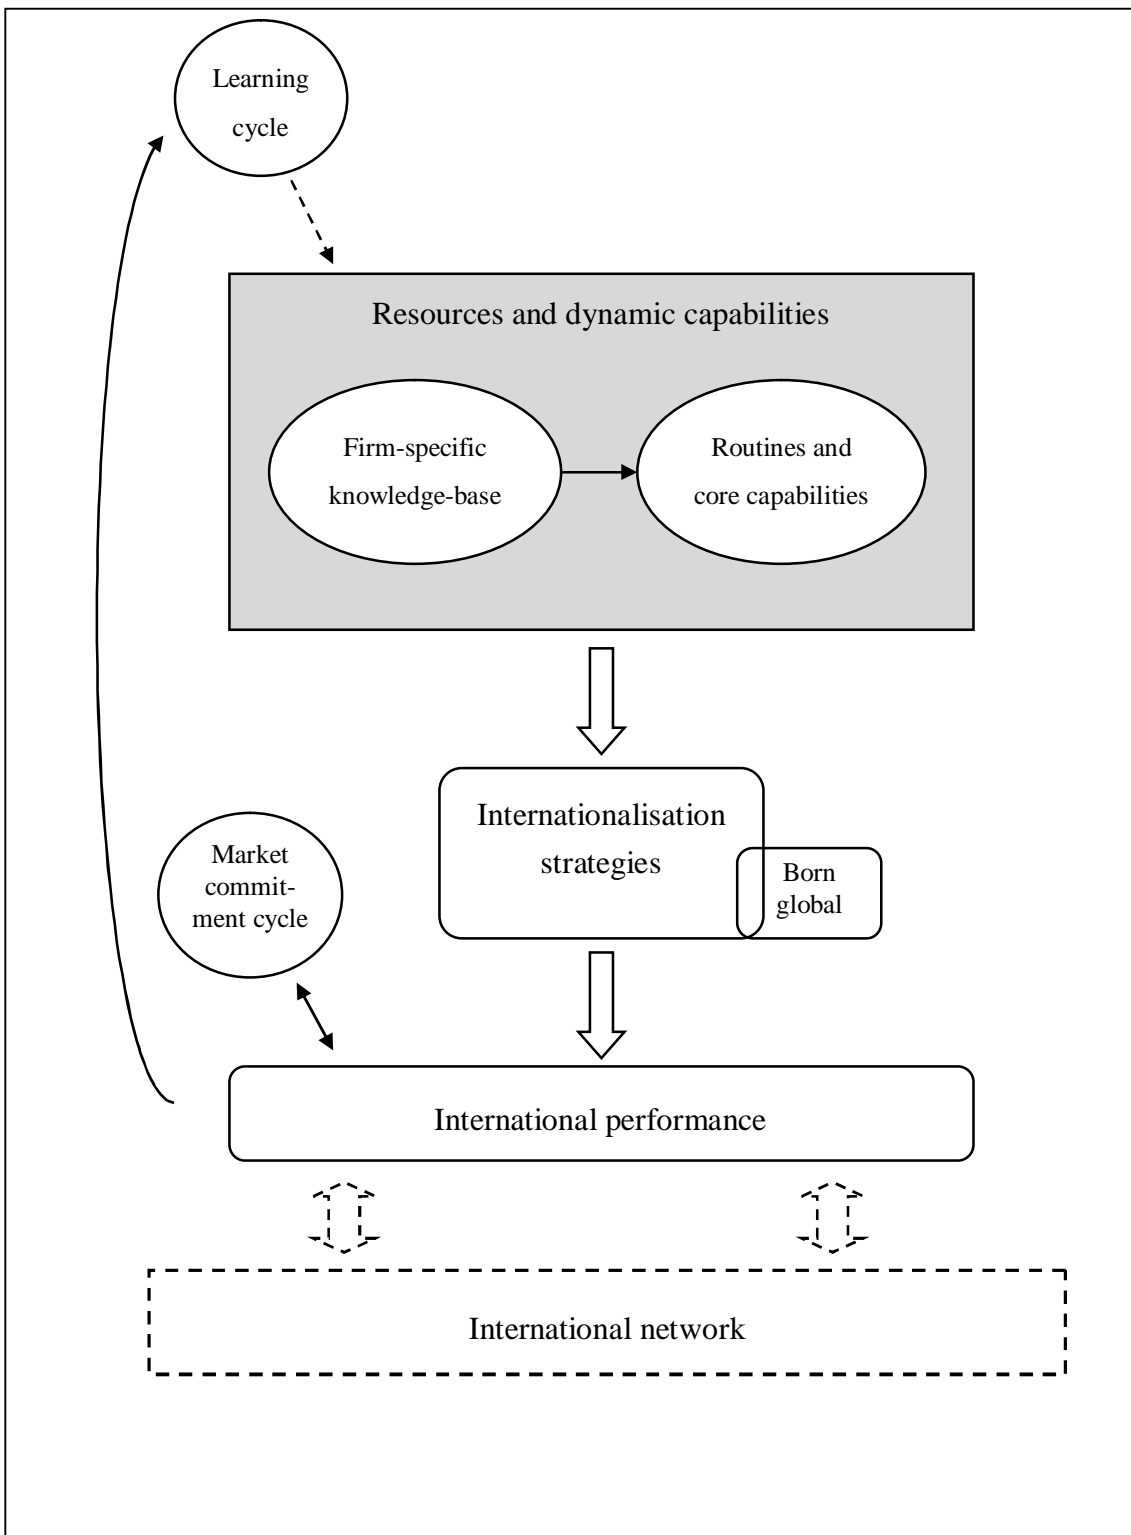 Learning
cycle
Resources and dynamic capabilities
Firm-specific
knowledge-base
Routines and
core capabilities
Internationalisation
strategies
Born
global
Market
commit-
ment cycle
International performance
International network